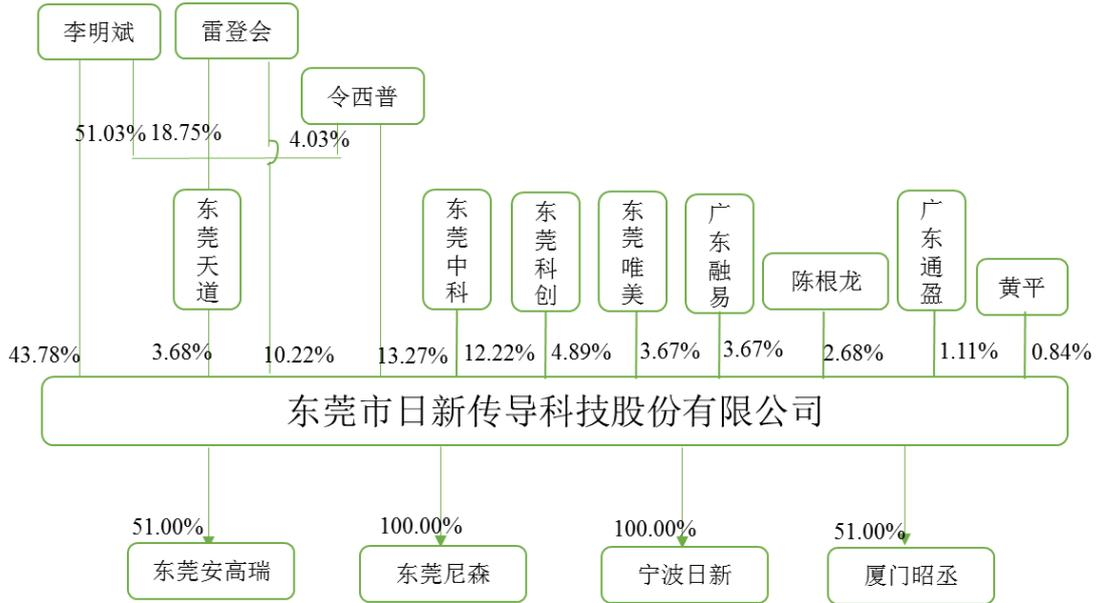 李明斌
雷登会
令西普
51.03%
18.75%
4.03%
东莞天道
东莞中科
东莞科创
东莞唯美
广东融易
陈根龙
广东通盈
黄平
43.78%
3.68%
10.22%
13.27%
12.22%
4.89%
3.67%
3.67%
2.68%
1.11%
0.84%
东莞市日新传导科技股份有限公司
51.00%
100.00%
100.00%
51.00%
东莞安高瑞
东莞尼森
宁波日新
厦门昭丞